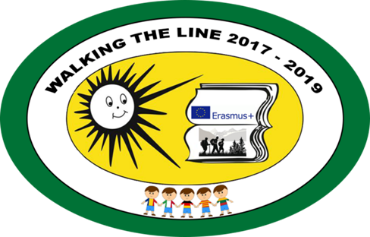 WALKING THE LINE 2017 - 2019
Erasmus+